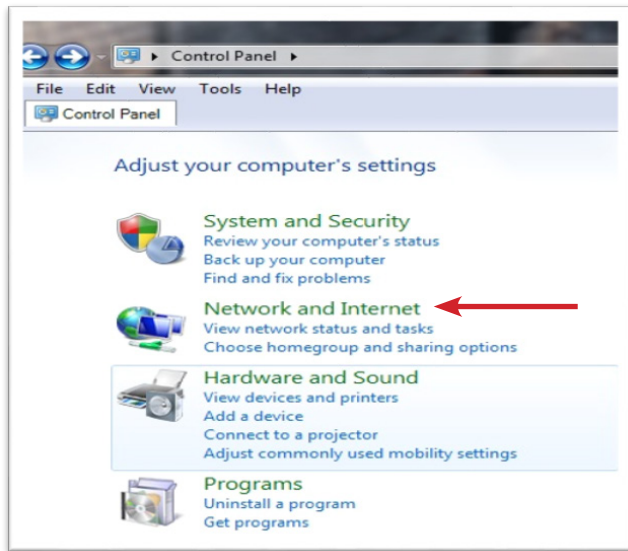 Control Panel
File Edit View Tools Help
Control Panel
Adjust your computer's settings
System and Security
Review your computer's status
Back up your computer
Find and fix problems
Network and Internet
View network status and tasks
Choose homegroup and sharing options
Hardware and Sound
View devices and printers
Add a device
Connect to a projector
Adjust commonly used mobility settings
Programs
Uninstall a program
Get programs